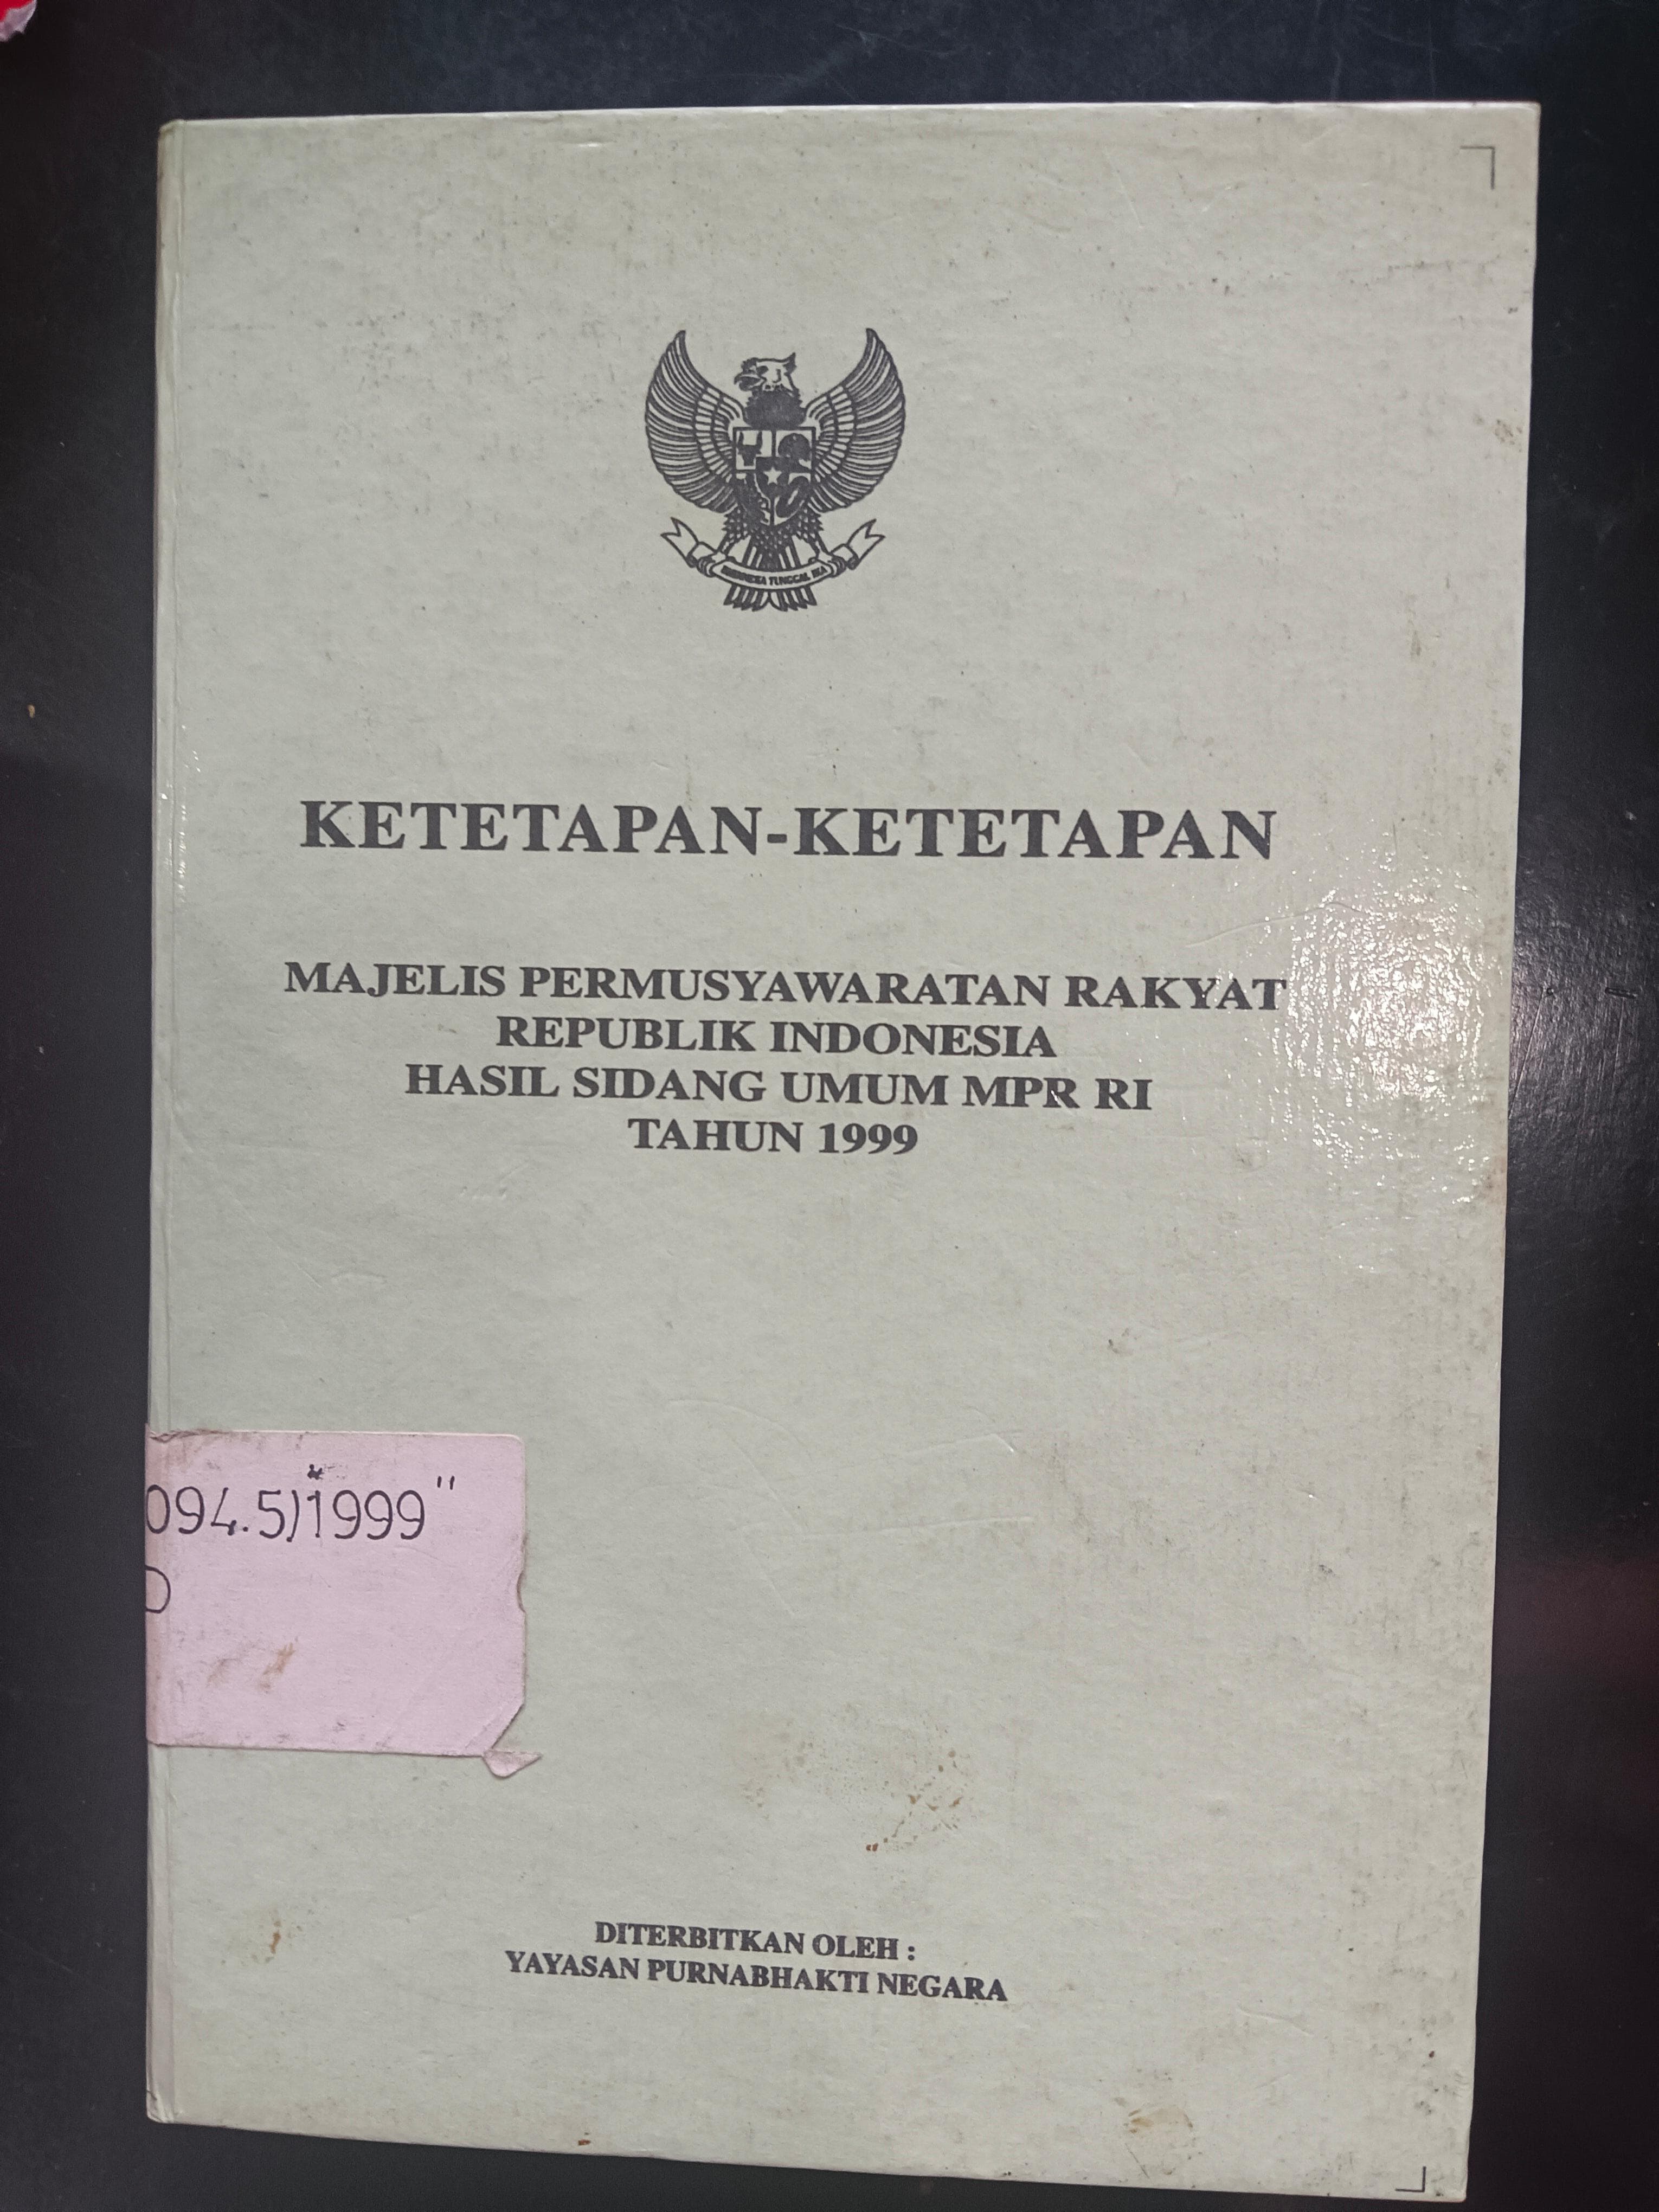 KETETAPAN-KETETAPAN
MAJELIS PERMUSYAWARATAN RAKYAT
REPUBLIK INDONESIA
HASIL SIDANG UMUM MPR RI
TAHUN 1999
094.5)1999"
DITERBITKAN OLEH :
YAYASAN PURNABHAKTI NEGARA